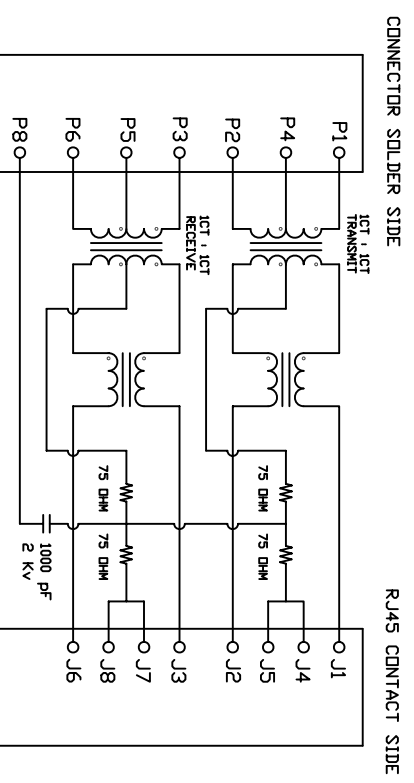 CONNECTOR SOLDER SIDE
RJ45 CONTACT SIDE
P1
P4
P2
P3
P5
P6
P8
1CT : 1CT
TRANSMIT
1CT : 1CT
RECEIVE
75 OHM
75 OHM
75 OHM
75 OHM
1000 pF
2 Kv
J1
J4
J5
J2
J3
J7
J8
J6